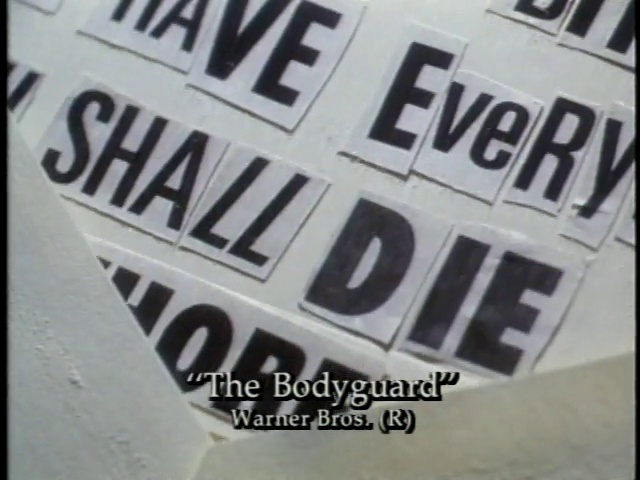 HAVE EVeRY
SHALL DIE
"The Bodyguard"
Warner Bros. (R)